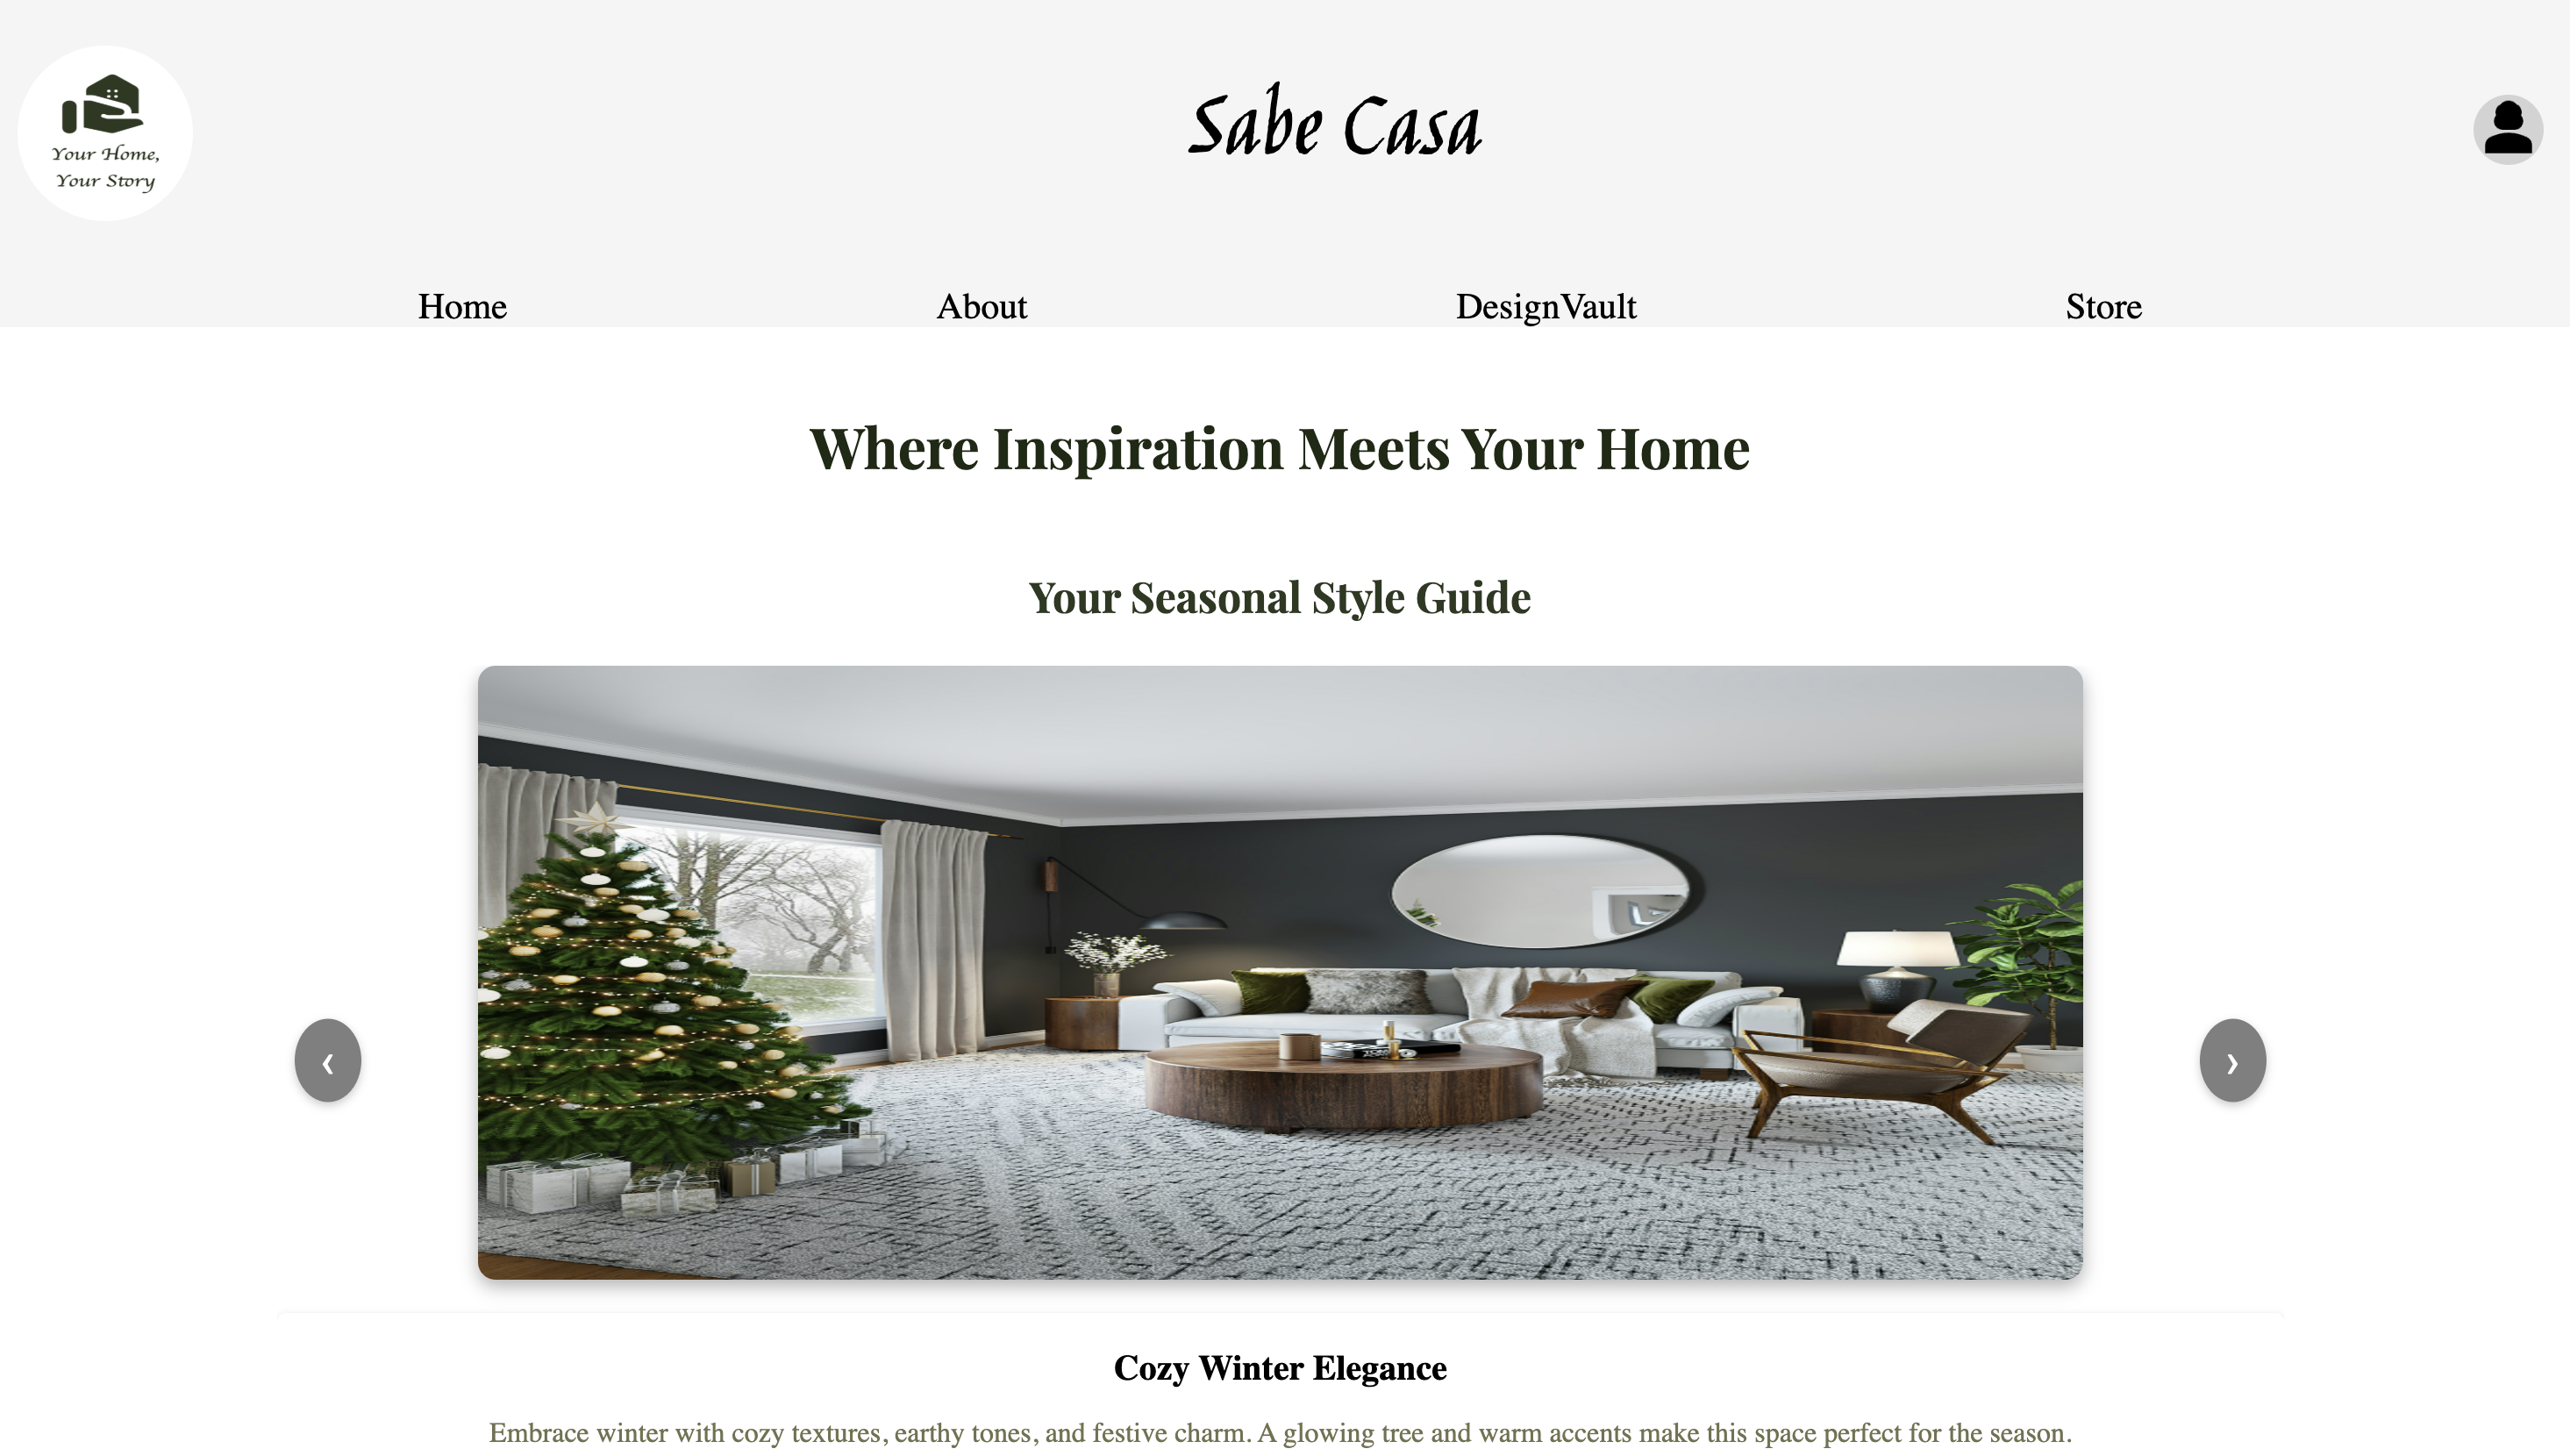 Your Home,
Your Story
Sabe Casa
Home About DesignVault Store
Where Inspiration Meets Your Home
Your Seasonal Style Guide
❮ ❯
Cozy Winter Elegance
Embrace winter with cozy textures, earthy tones, and festive charm. A glowing tree and warm accents make this space perfect for the season.